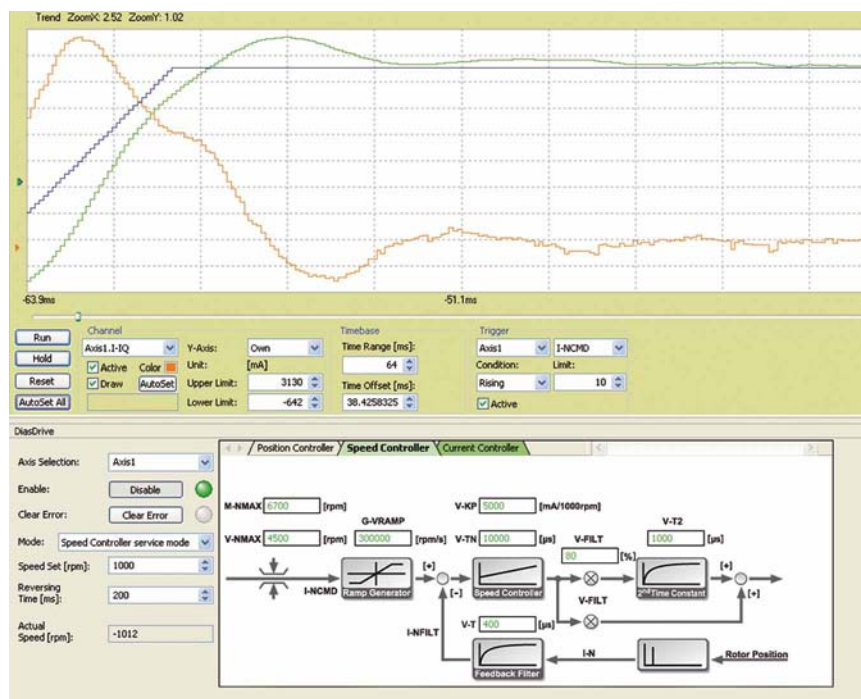 Trend ZoomX: 2.52 ZoomY: 1.02
-63.9ms -51.1ms
Run
Hold
Reset
AutoSet All
Channel
Axis1.I-IQ
Active Color
Draw AutoSet
Y-Axis: Own
Unit: [mA]
Upper Limit: 3130
Lower Limit: -642
Timebase
Time Range [ms]:
64
Time Offset [ms]:
38.4258325
Trigger
Axis1 I-NCMD
Condition: Limit:
Rising 10
Active
DiasDrive
Axis Selection: Axis1
Enable: Disable
Clear Error: Clear Error
Mode: Speed Controller service mode
Speed Set [rpm]: 1000
Reversing
Time [ms]: 200
Actual
Speed [rpm]: -1012
Position Controller Speed Controller Current Controller
M-NMAX 6700 [rpm]
V-NMAX 4500 [rpm]
G-VRAMP
300000 [rpm/s]
V-KP 5000 [mA/1000rpm]
V-TN 10000 [µs]
V-FILT
80 [%]
V-T2
1000 [µs]
I-NCMD
Ramp Generator
[+]
[-]
Speed Controller
V-FILT
2nd Time Constant
[+]
[+]
I-NFILT
V-T 400 [µs]
Feedback Filter
I-N
Rotor Position